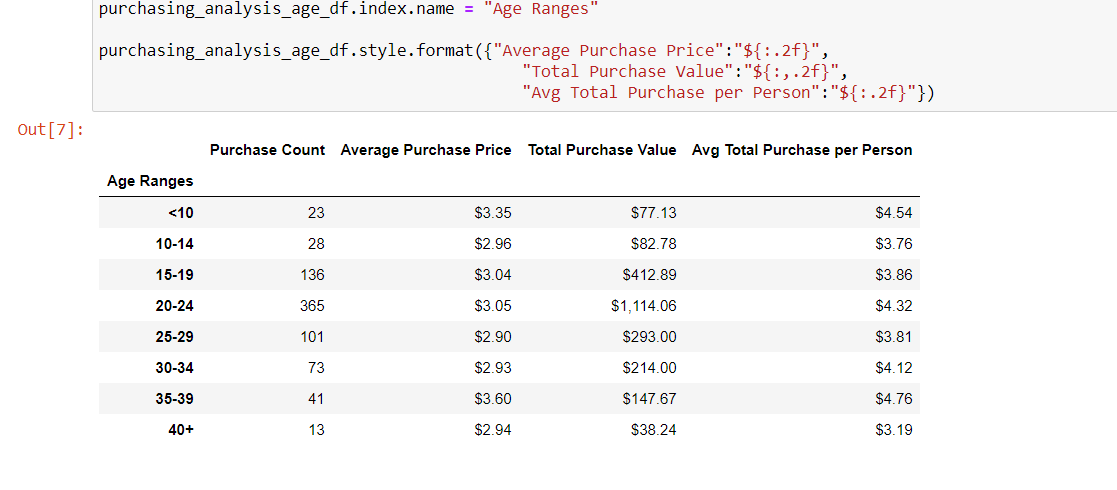 purchasing_analysis_age_df.index.name = "Age Ranges"
purchasing_analysis_age_df.style.format({"Average Purchase Price":"${:.2f}",
"Total Purchase Value":"${:,.2f}",
"Avg Total Purchase per Person":"${:.2f}"})
Out[7]:
Purchase Count Average Purchase Price Total Purchase Value Avg Total Purchase per Person
Age Ranges
<10 23 $3.35 $77.13 $4.54
10-14 28 $2.96 $82.78 $3.76
15-19 136 $3.04 $412.89 $3.86
20-24 365 $3.05 $1,114.06 $4.32
25-29 101 $2.90 $293.00 $3.81
30-34 73 $2.93 $214.00 $4.12
35-39 41 $3.60 $147.67 $4.76
40+ 13 $2.94 $38.24 $3.19